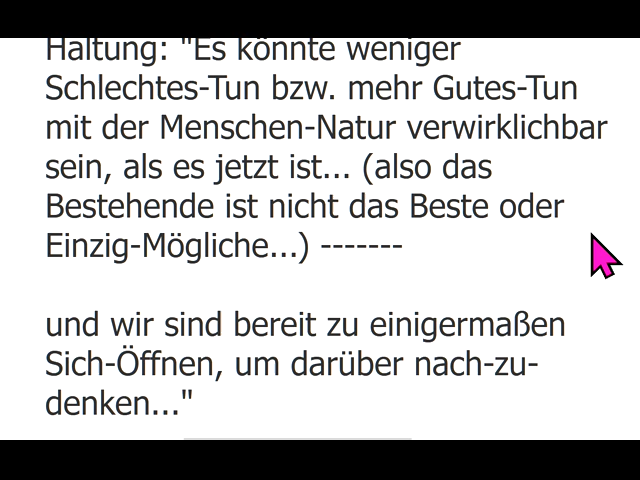 Haltung: "Es könnte weniger
Schlechtes-Tun bzw. mehr Gutes-Tun
mit der Menschen-Natur verwirklichbar
sein, als es jetzt ist... (also das
Bestehende ist nicht das Beste oder
Einzig-Mögliche...) -------
und wir sind bereit zu einigermaßen
Sich-Öffnen, um darüber nach-zu-
denken..."